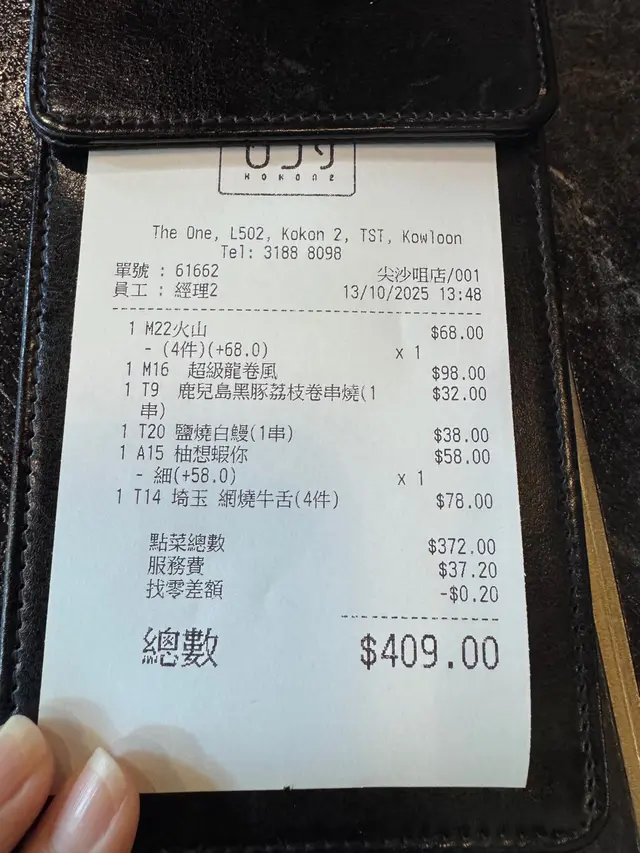 KOKON2
The One, L502, Kokon 2, TST, Kowloon
Tel: 3188 8098
單號 : 61662 尖沙咀店/001
員工 : 經理2 13/10/2025 13:48
1 M22火山 $68.00
- (4件)(+68.0) x 1
1 M16 超級龍卷風 $98.00
1 T9 鹿兒島黑豚荔枝卷串燒(1 $32.00
串)
1 T20 鹽燒白鰻(1串) $38.00
1 A15 柚想蝦你 $58.00
- 細(+58.0) x 1
1 T14 埼玉 網燒牛舌(4件) $78.00
點菜總數 $372.00
服務費 $37.20
找零差額 -$0.20
總數 $409.00